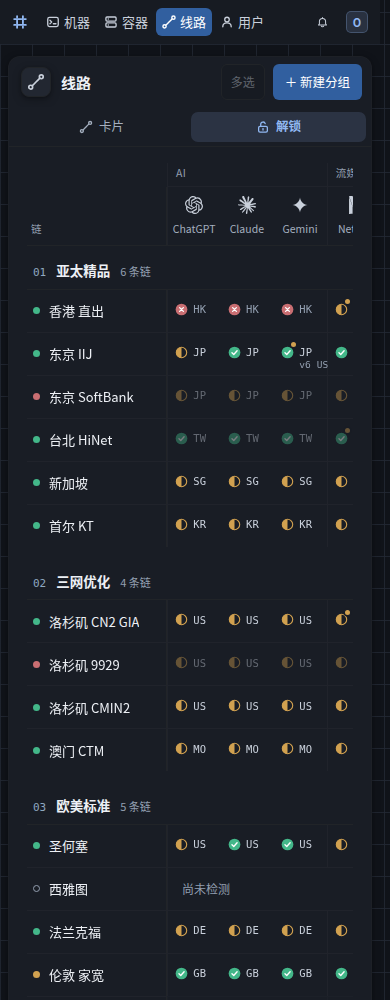 机器 容器 线路 用户 O
线路 多选 + 新建分组
卡片 解锁
AI 流媒
链 ChatGPT Claude Gemini Net
01 亚太精品 6 条链
香港 直出 HK HK HK
东京 IIJ JP JP JP
v6 US
东京 SoftBank JP JP JP
台北 HiNet TW TW TW
新加坡 SG SG SG
首尔 KT KR KR KR
02 三网优化 4 条链
洛杉矶 CN2 GIA US US US
洛杉矶 9929 US US US
洛杉矶 CMIN2 US US US
澳门 CTM MO MO MO
03 欧美标准 5 条链
圣何塞 US US US
西雅图 尚未检测
法兰克福 DE DE DE
伦敦 家宽 GB GB GB